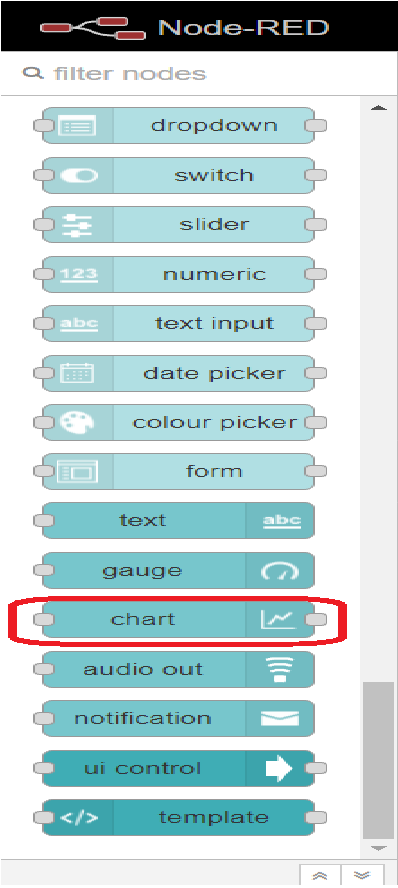 Node-RED
filter nodes
dropdown
switch
slider
123 numeric
abc text input
date picker
colour picker
form
text abc
gauge
chart
audio out
notification
ui control
</> template